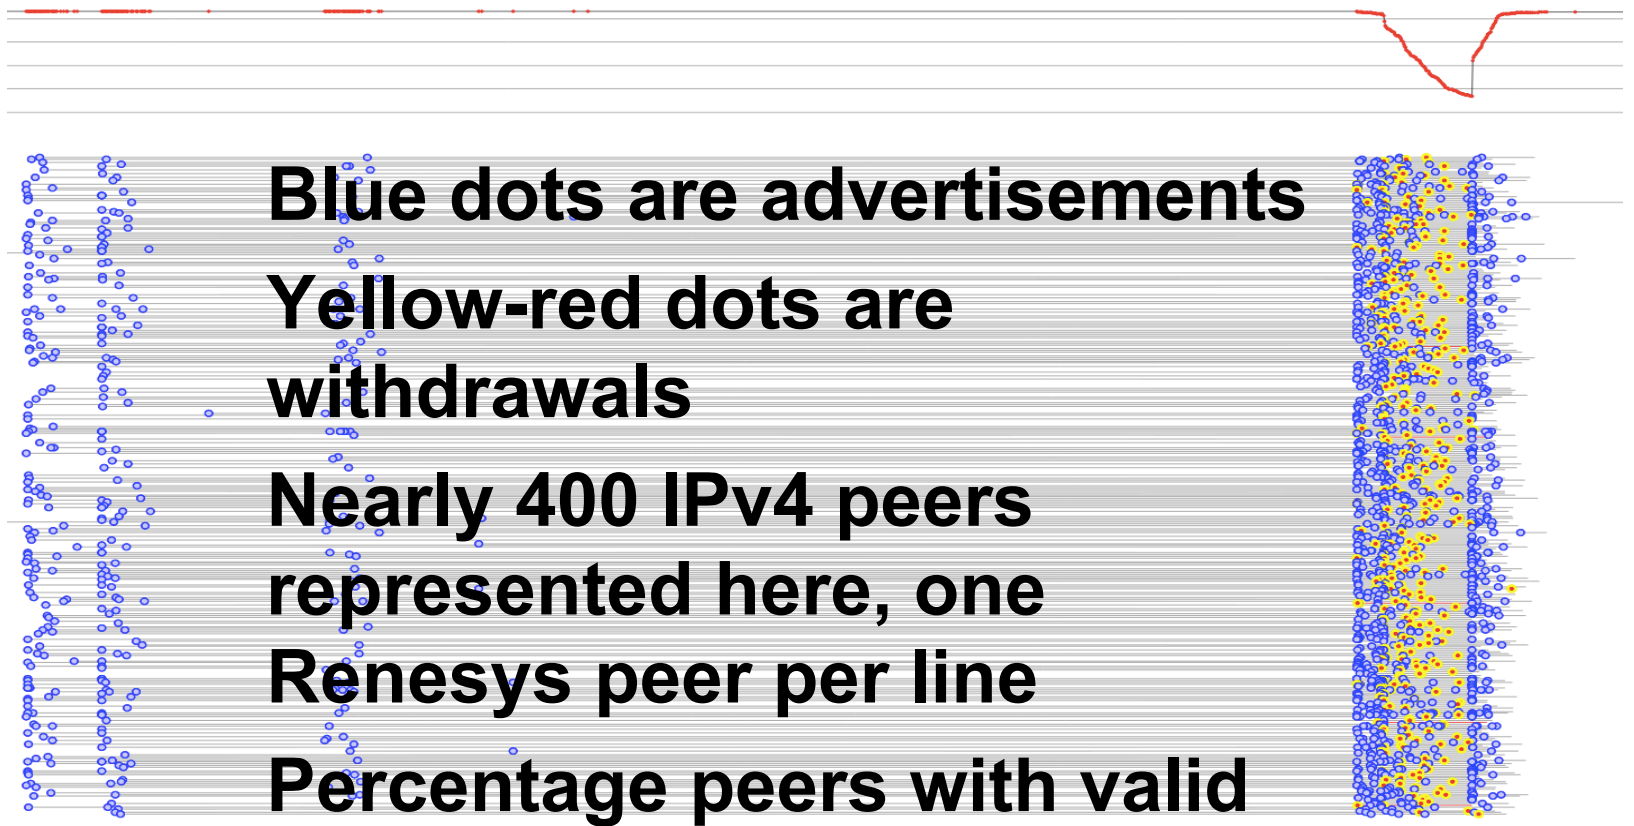 Blue dots are advertisements
Yellow-red dots are
withdrawals
Nearly 400 IPv4 peers
represented here, one
Renesys peer per line
Percentage peers with valid